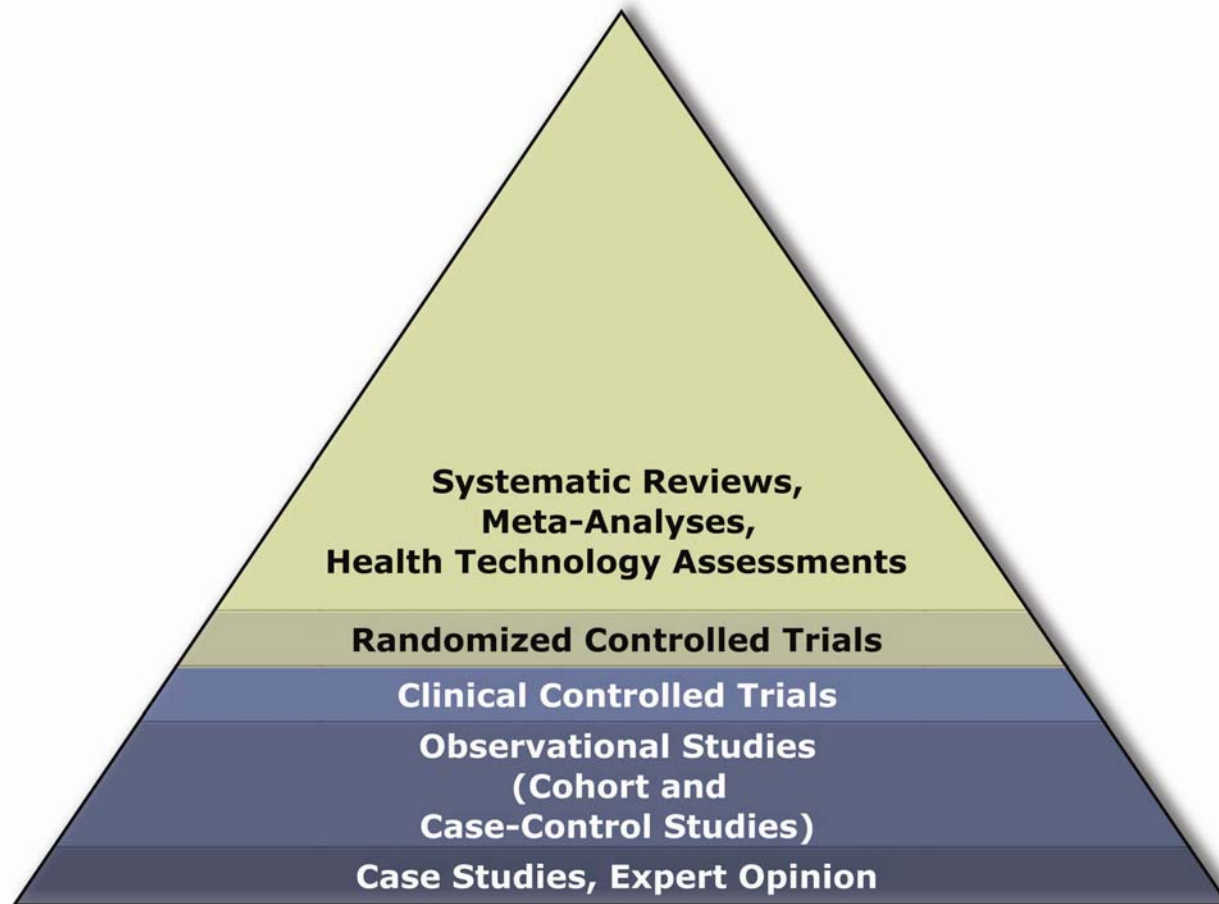 Systematic Reviews,
Meta-Analyses,
Health Technology Assessments
Randomized Controlled Trials
Clinical Controlled Trials
Observational Studies
(Cohort and
Case-Control Studies)
Case Studies, Expert Opinion